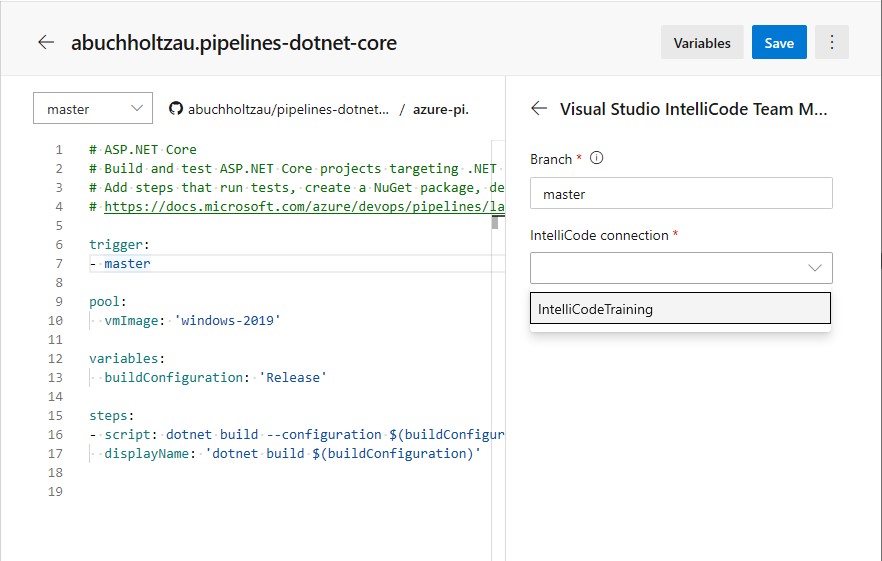 abuchholtzau.pipelines-dotnet-core
Variables
Save
master
abuchholtzau/pipelines-dotnet... / azure-pi.
1 # ASP.NET Core
2 # Build and test ASP.NET Core projects targeting .NET
3 # Add steps that run tests, create a NuGet package, de
4 # https://docs.microsoft.com/azure/devops/pipelines/la
5
6 trigger:
7 - master
8
9 pool:
10 vmImage: 'windows-2019'
11
12 variables:
13 buildConfiguration: 'Release'
14
15 steps:
16 - script: dotnet build --configuration $(buildConfigur
17 displayName: 'dotnet build $(buildConfiguration)'
18
19
Visual Studio IntelliCode Team M...
Branch *
master
IntelliCode connection *
IntelliCodeTraining